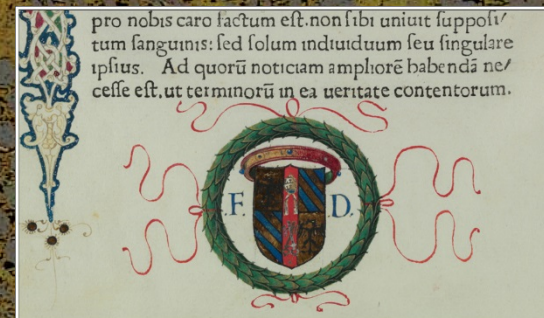 pro nobis caro factum est. non sibi uniuit supposi/
tum sanguinis: sed solum indiuiduum seu singulare
ipsius. Ad quorū noticiam ampliorē habendā ne/
cesse est. ut terminorū in ea ueritate contentorum.
.F. D.